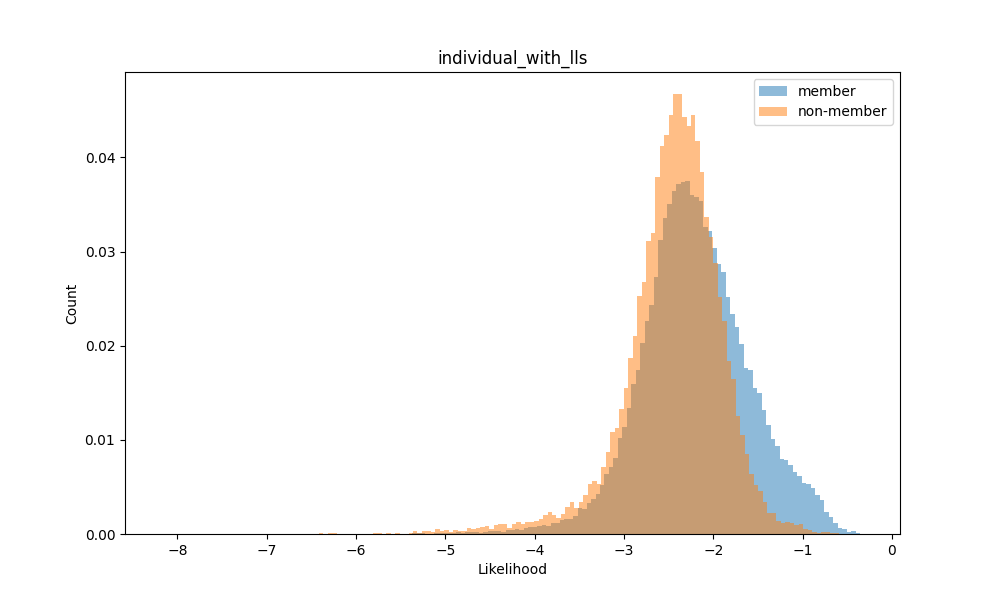 individual_with_lls
member
non-member
0.04
0.03
0.02
0.01
0.00
Count
−8 −7 −6 −5 −4 −3 −2 −1 0
Likelihood